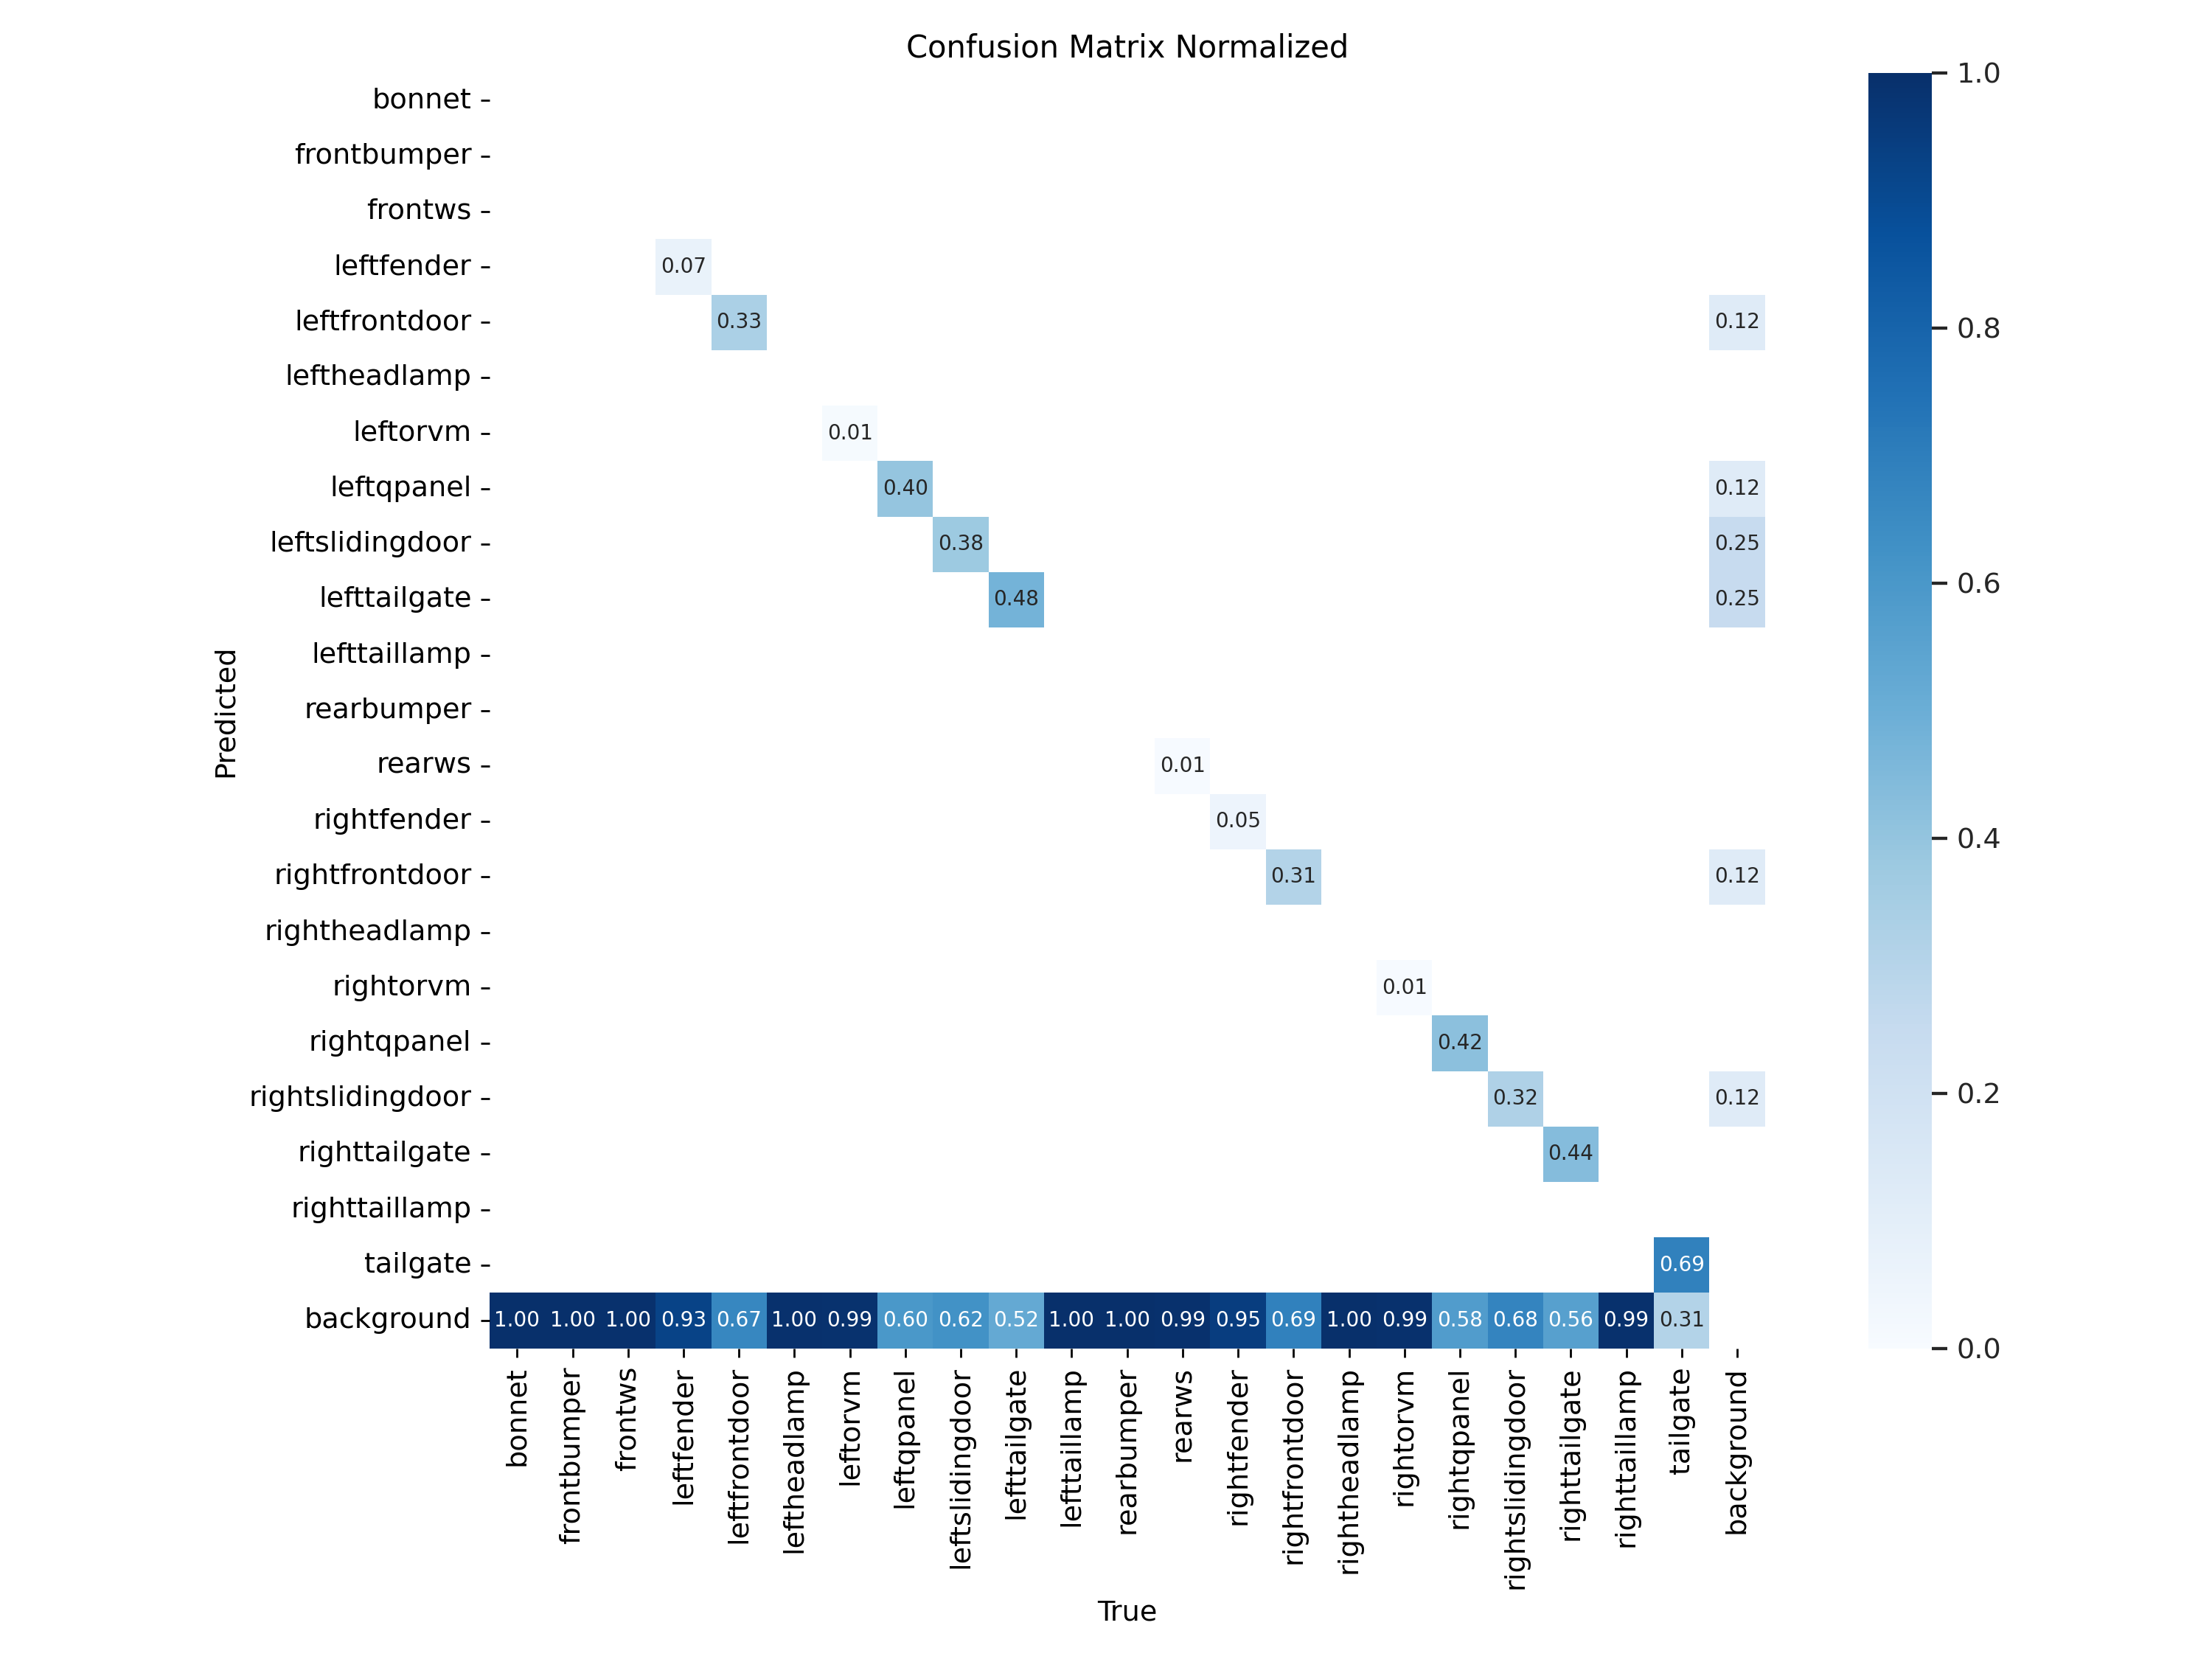 Confusion Matrix Normalized
bonnet
frontbumper
frontws
leftfender 0.07
leftfrontdoor 0.33 0.12
leftheadlamp
leftorvm 0.01
leftqpanel 0.40 0.12
leftslidingdoor 0.38 0.25
lefttailgate 0.48 0.25
lefttaillamp
rearbumper
rearws 0.01
rightfender 0.05
rightfrontdoor 0.31 0.12
rightheadlamp
rightorvm 0.01
rightqpanel 0.42
rightslidingdoor 0.32 0.12
righttailgate 0.44
righttaillamp
tailgate 0.69
background 1.00 1.00 1.00 0.93 0.67 1.00 0.99 0.60 0.62 0.52 1.00 1.00 0.99 0.95 0.69 1.00 0.99 0.58 0.68 0.56 0.99 0.31
Predicted
bonnet
frontbumper
frontws
leftfender
leftfrontdoor
leftheadlamp
leftorvm
leftqpanel
leftslidingdoor
lefttailgate
lefttaillamp
rearbumper
rearws
rightfender
rightfrontdoor
rightheadlamp
rightorvm
rightqpanel
rightslidingdoor
righttailgate
righttaillamp
tailgate
background
True
1.0
0.8
0.6
0.4
0.2
0.0